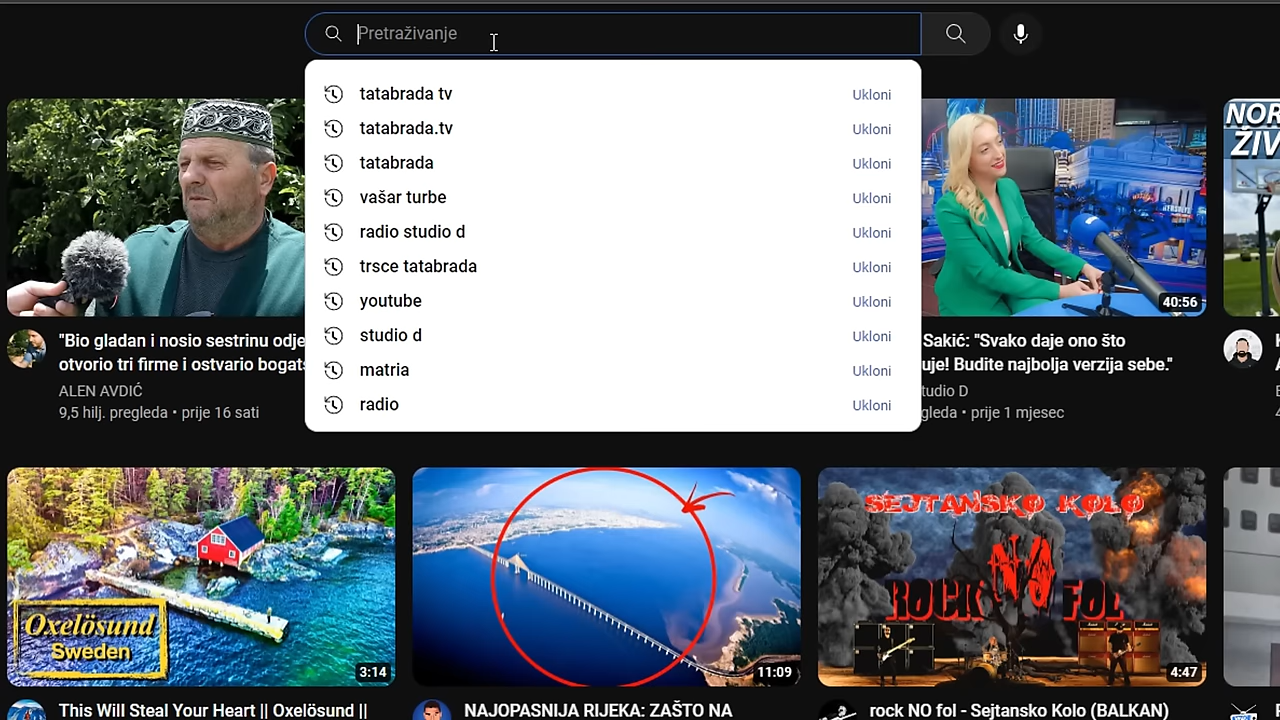 Pretraživanje
tatabrada tv Ukloni
tatabrada.tv Ukloni
tatabrada Ukloni
vašar turbe Ukloni
radio studio d Ukloni
trsce tatabrada Ukloni
youtube Ukloni
studio d Ukloni
matria Ukloni
radio Ukloni
NOR
ŽIV
40:56
"Bio gladan i nosio sestrinu odje
otvorio tri firme i ostvario bogats
ALEN AVDIĆ
9,5 hilj. pregleda • prije 16 sati
Sakić: "Svako daje ono što
uje! Budite najbolja verzija sebe."
tudio D
gleda • prije 1 mjesec
Oxelösund
Sweden
3:14
11:09
SEJTANSKO KOLO
ROCK NO FOL
4:47
This Will Steal Your Heart || Oxelösund ||
NAJOPASNIJA RIJEKA: ZAŠTO NA
rock NO fol - Sejtansko Kolo (BALKAN)